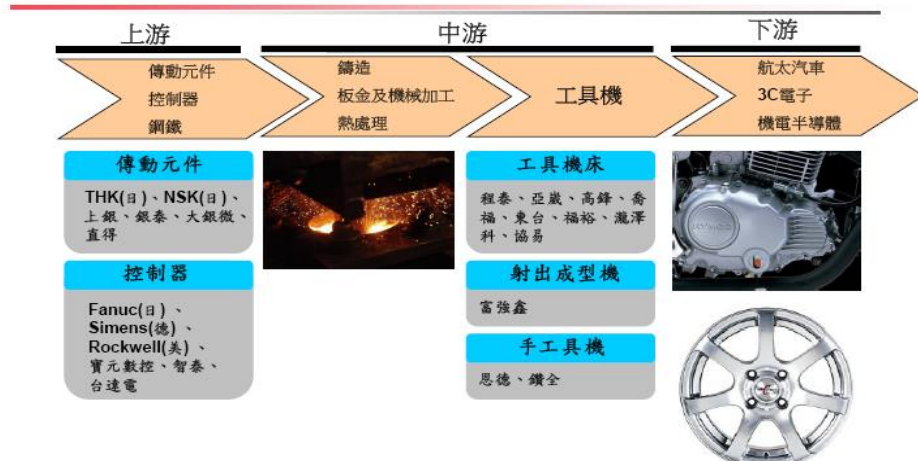 上游
中游
下游
傳動元件
控制器
鋼鐵
鑄造
板金及機械加工
熱處理
工具機
航太汽車
3C電子
機電半導體
傳動元件
THK(日)、NSK(日)、
上銀、銀泰、大銀微、
直得
控制器
Fanuc(日)、
Simens(德)、
Rockwell(美)、
寶元數控、智泰、
台達電
工具機床
程泰、亞崴、高鋒、喬
福、東台、福裕、瀧澤
科、協易
射出成型機
富強鑫
手工具機
恩德、鑽全